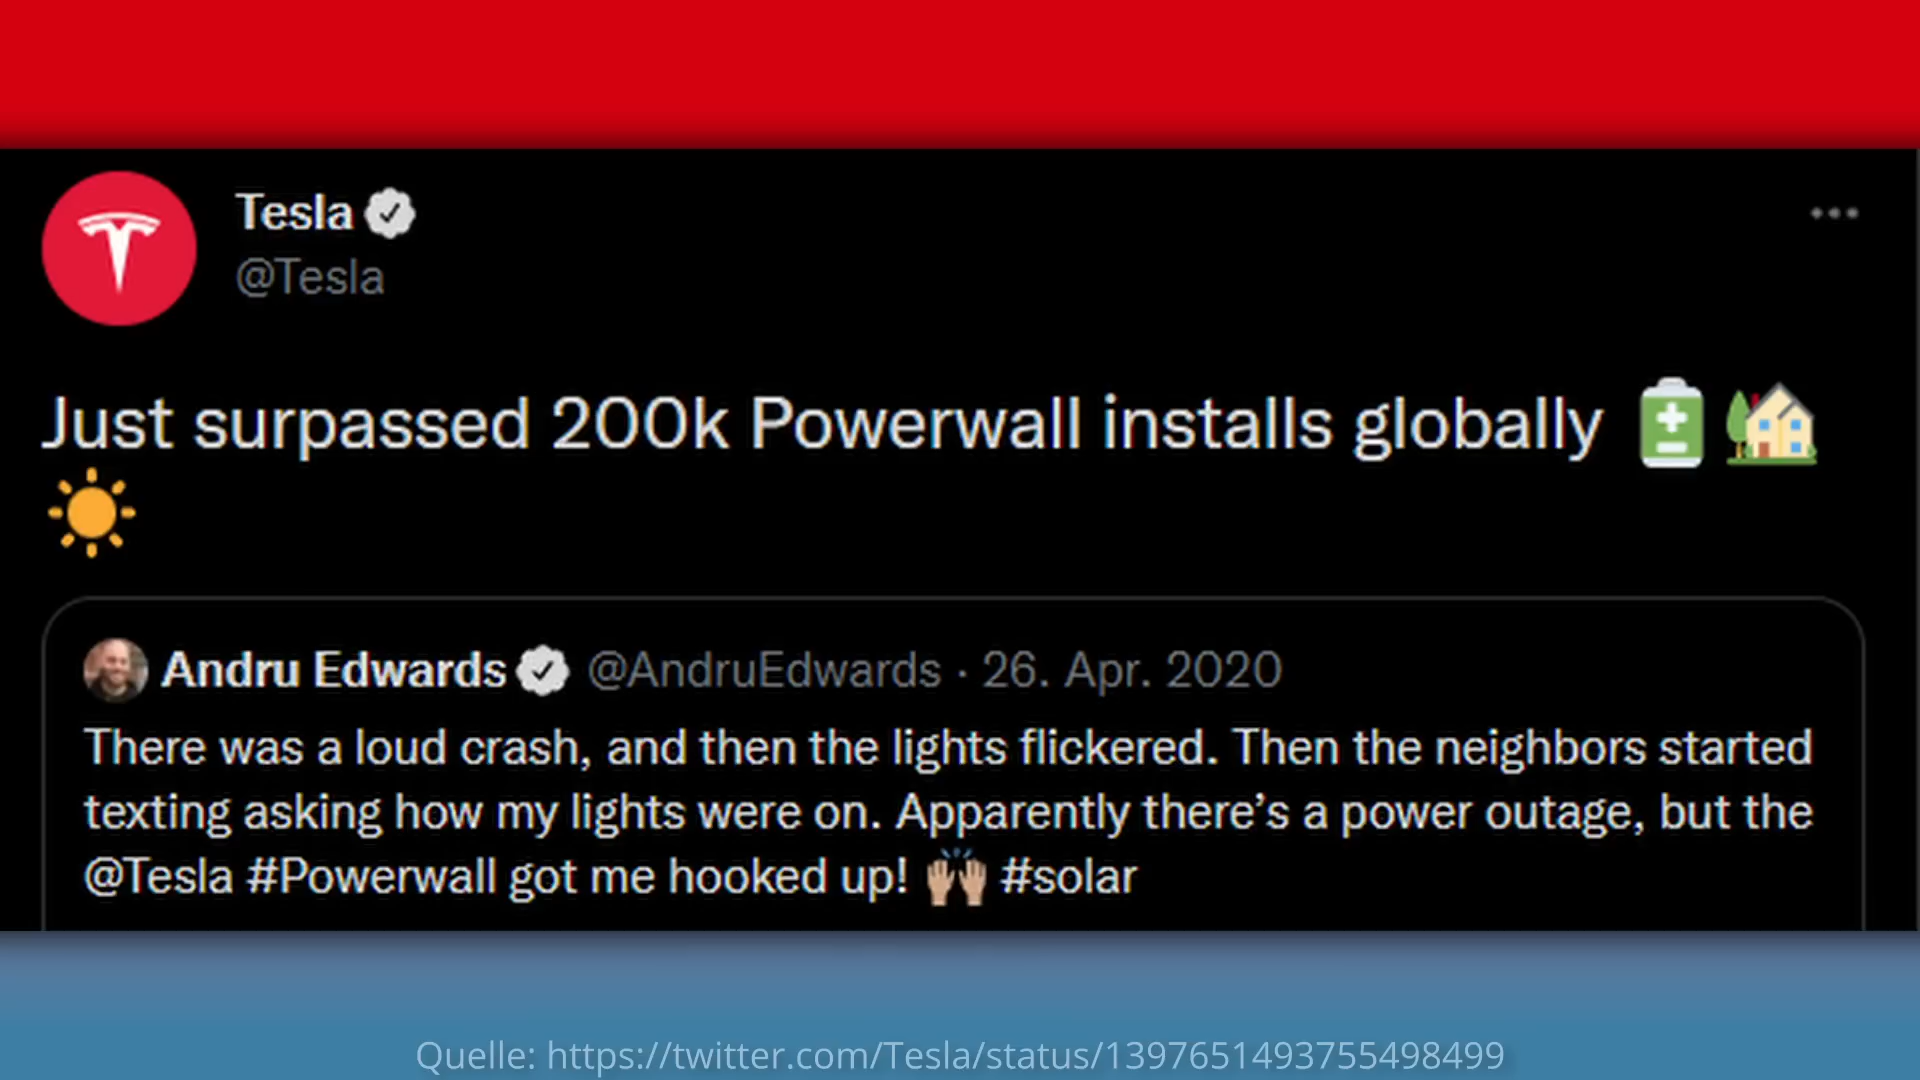 Tesla
@Tesla
Just surpassed 200k Powerwall installs globally 🔋🏡
☀️
Andru Edwards @AndruEdwards · 26. Apr. 2020
There was a loud crash, and then the lights flickered. Then the neighbors started
texting asking how my lights were on. Apparently there’s a power outage, but the
@Tesla #Powerwall got me hooked up! 🙌🏼 #solar
Quelle: https://twitter.com/Tesla/status/1397651493755498499